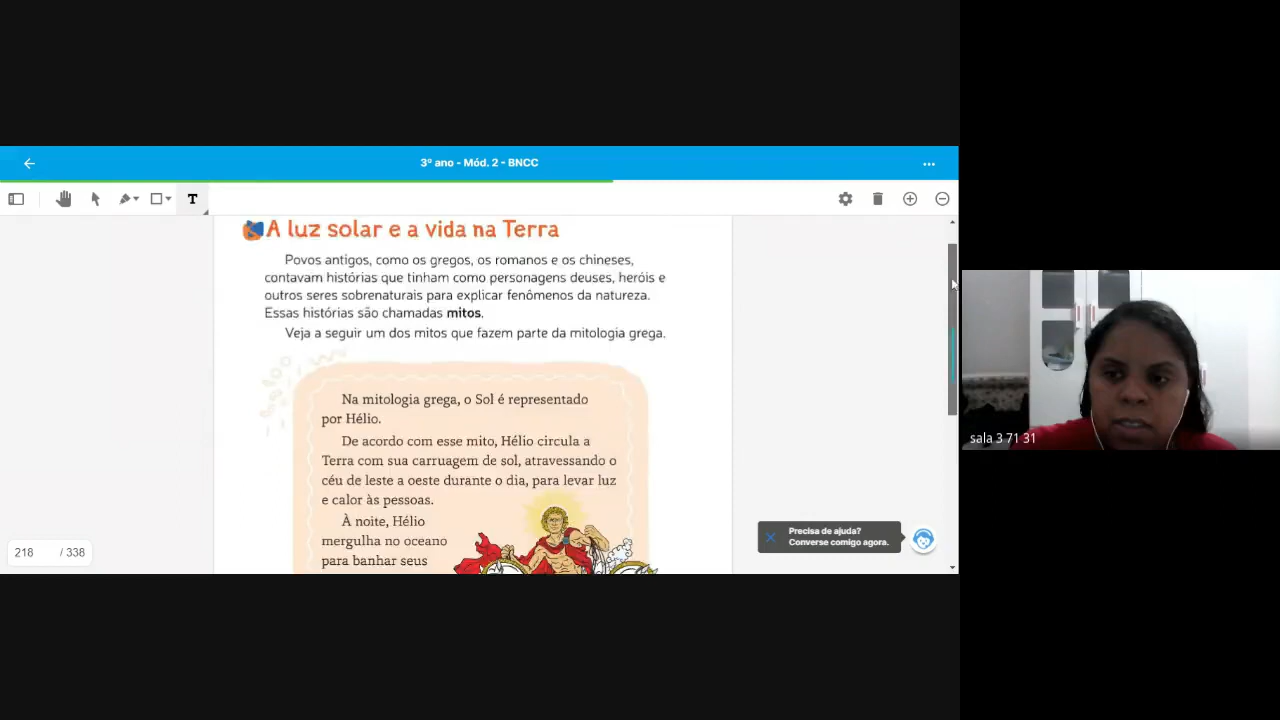 3º ano - Mód. 2 - BNCC
T
A luz solar e a vida na Terra
Povos antigos, como os gregos, os romanos e os chineses,
contavam histórias que tinham como personagens deuses, heróis e
outros seres sobrenaturais para explicar fenômenos da natureza.
Essas histórias são chamadas mitos.
Veja a seguir um dos mitos que fazem parte da mitologia grega.
Na mitologia grega, o Sol é representado
por Hélio.
De acordo com esse mito, Hélio circula a
Terra com sua carruagem de sol, atravessando o
céu de leste a oeste durante o dia, para levar luz
e calor às pessoas.
À noite, Hélio
mergulha no oceano
para banhar seus
218 / 338
Precisa de ajuda?
Converse comigo agora.
sala 3 71 31